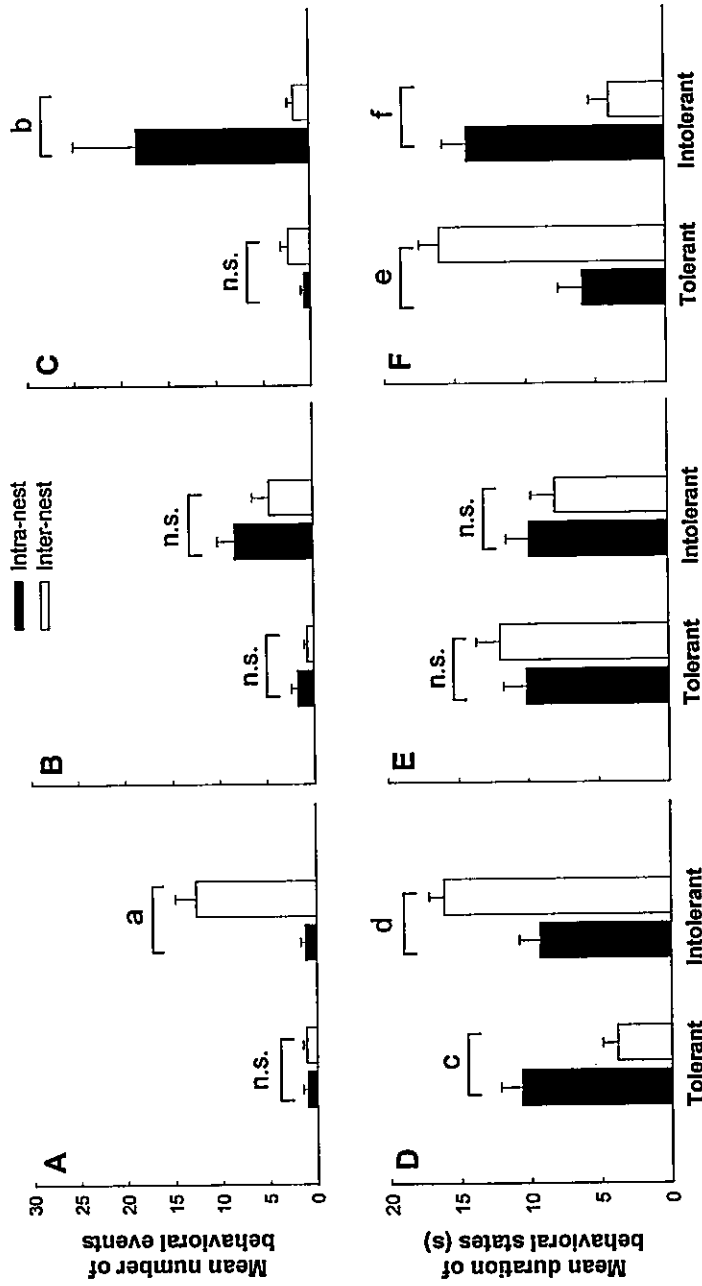 Intra-nest
Inter-nest
A
B
C
30
25
20
15
10
5
0
n.s.
a
n.s.
n.s.
n.s.
b
Mean number of
behavioral events
D
E
F
20
15
10
5
0
c
d
n.s.
n.s.
e
f
Mean duration of
behavioral states (s)
Tolerant
Intolerant
Tolerant
Intolerant
Tolerant
Intolerant